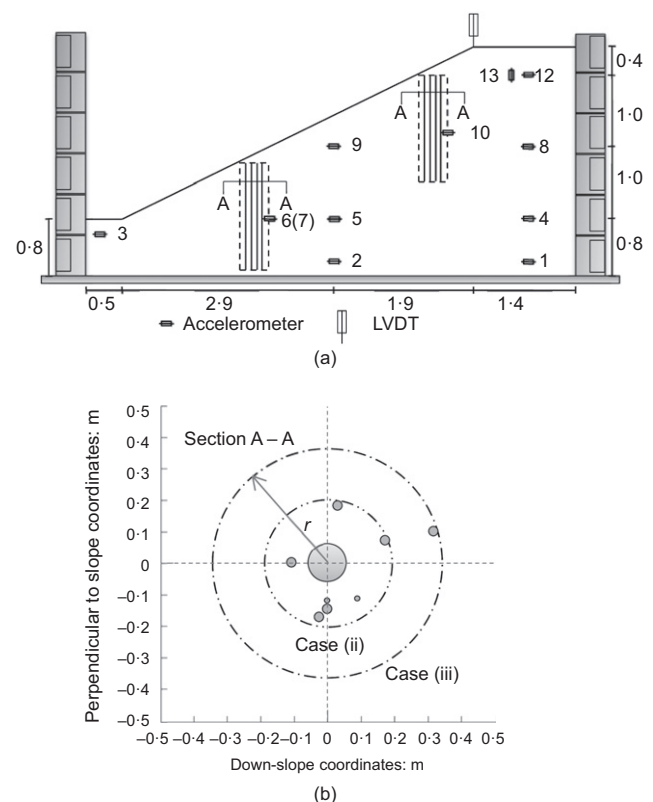 0·4
13
12
A
A
10
1·0
9
8
1·0
A
A
6(7)
5
4
0·8
3
0·8
2
1
0·5
2·9
1·9
1·4
Accelerometer
LVDT
(a)
0·5
0·4
Section A – A
0·3
0·2
r
0·1
0
–0·1
–0·2
Case (ii)
–0·3
Case (iii)
–0·4
–0·5
Perpendicular to slope coordinates: m
–0·5 –0·4 –0·3 –0·2–0·1 0 0·1 0·2 0·3 0·4 0·5
Down-slope coordinates: m
(b)